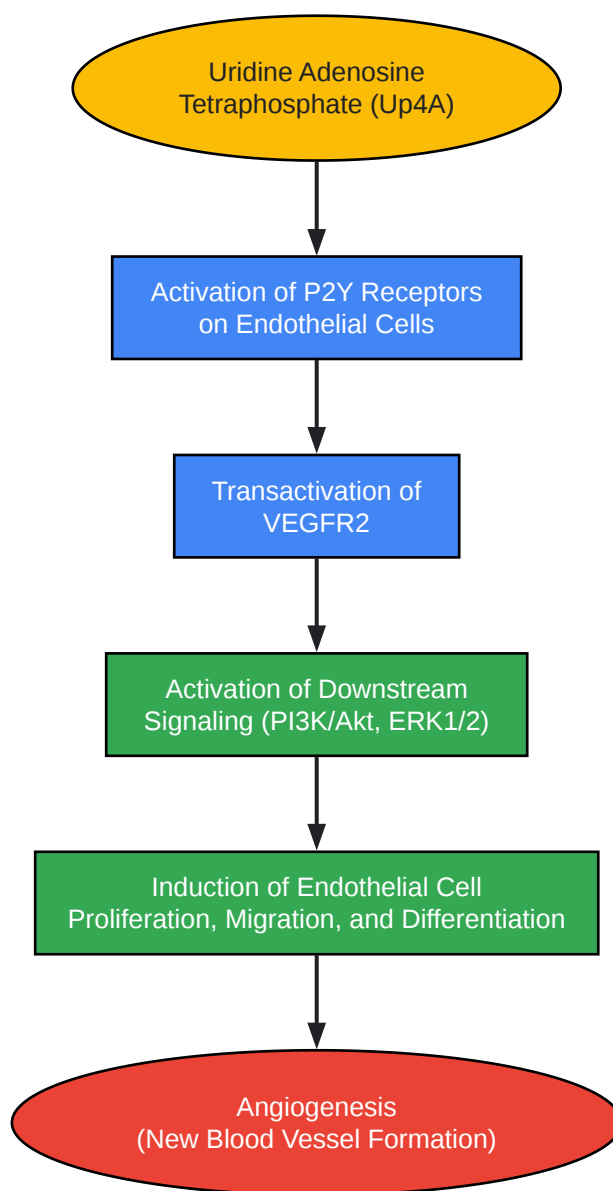 Uridine Adenosine
Tetraphosphate (Up4A)
Activation of P2Y Receptors
on Endothelial Cells
Transactivation of
VEGFR2
Activation of Downstream
Signaling (PI3K/Akt, ERK1/2)
Induction of Endothelial Cell
Proliferation, Migration, and Differentiation
Angiogenesis
(New Blood Vessel Formation)